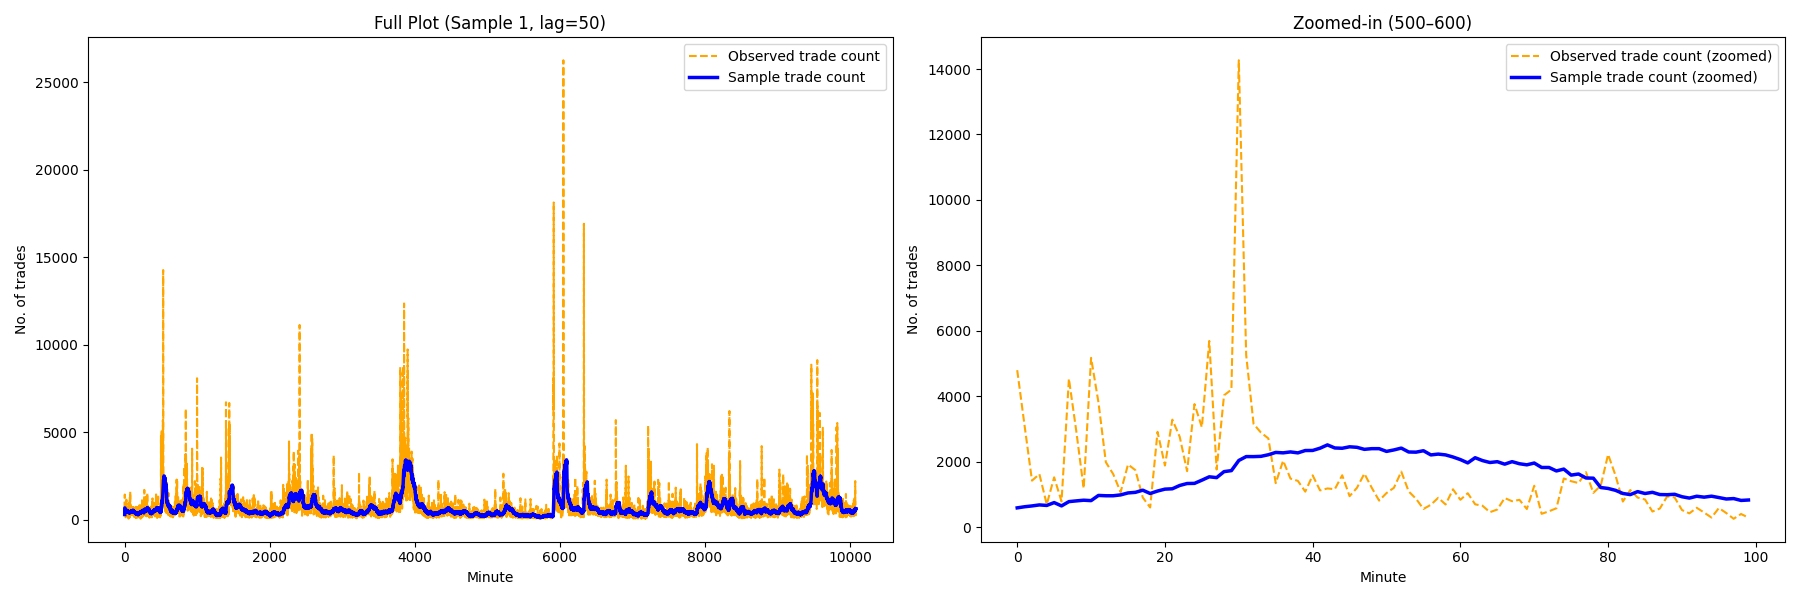 Full Plot (Sample 1, lag=50)
Observed trade count
Sample trade count
No. of trades
25000
20000
15000
10000
5000
0
0 2000 4000 6000 8000 10000
Minute
Zoomed-in (500–600)
Observed trade count (zoomed)
Sample trade count (zoomed)
No. of trades
14000
12000
10000
8000
6000
4000
2000
0
0 20 40 60 80 100
Minute